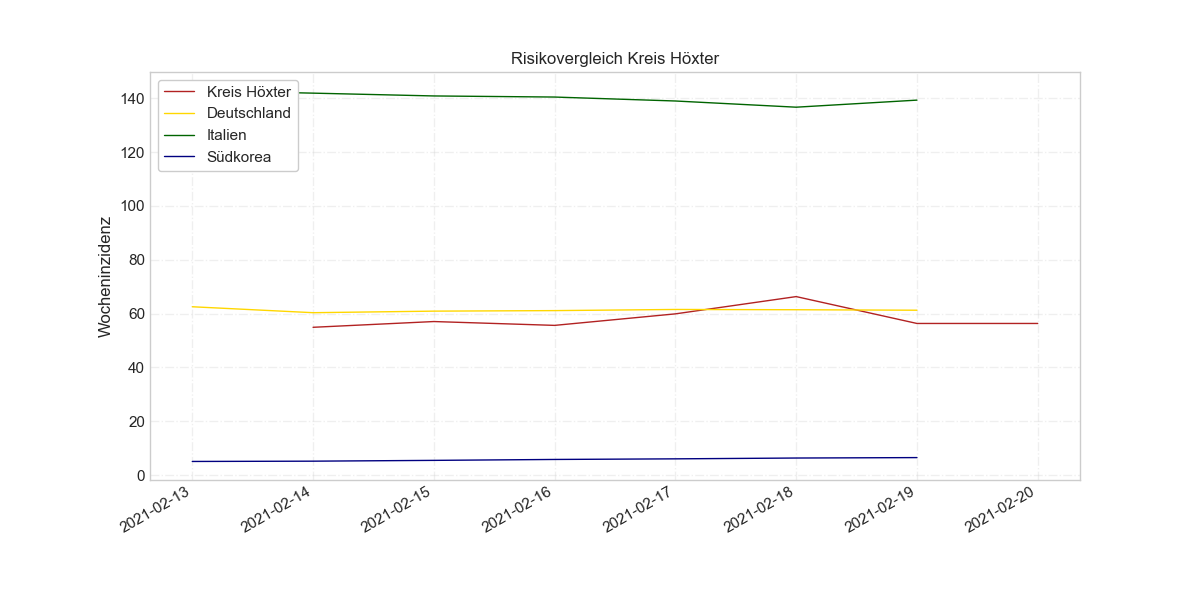 Risikovergleich Kreis Höxter
Kreis Höxter
Deutschland
Italien
Südkorea
Wocheninzidenz
140
120
100
80
60
40
20
0
2021-02-13
2021-02-14
2021-02-15
2021-02-16
2021-02-17
2021-02-18
2021-02-19
2021-02-20